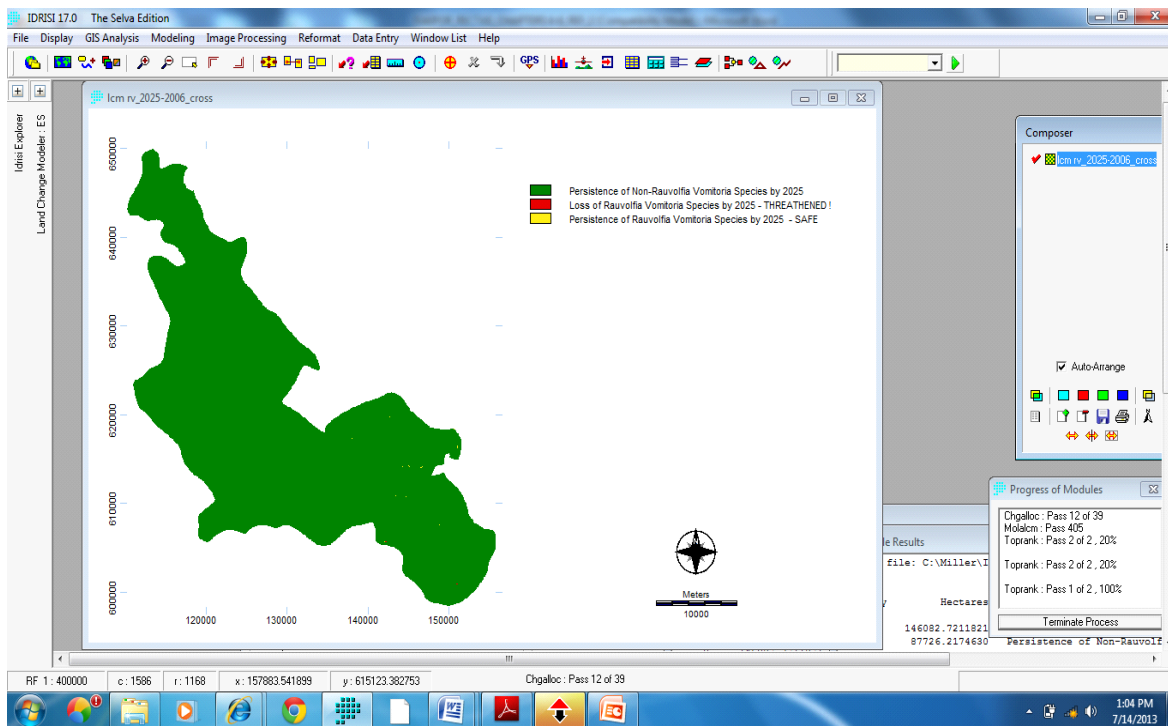 IDRISI 17.0 The Selva Edition
File Display GIS Analysis Modeling Image Processing Reformat Data Entry Window List Help
GPS
Idrisi Explorer
Land Change Modeler : ES
lcm rv_2025-2006_cross
650000
640000
630000
620000
610000
600000
120000 130000 140000 150000
Persistence of Non-Rauvolfia Vomitoria Species by 2025
Loss of Rauvolfia Vomitoria Species by 2025 - THREATHENED !
Persistence of Rauvolfia Vomitoria Species by 2025 - SAFE
Meters
10000
Composer
lcm rv_2025-2006_cross
Auto-Arrange
Progress of Modules
Chgalloc : Pass 12 of 39
Molalcm : Pass 405
Toprank : Pass 2 of 2 , 20%
Toprank : Pass 2 of 2 , 20%
Toprank : Pass 1 of 2 , 100%
Terminate Process
le Results
file: C:\Miller\I
Hectares
146082.7211821
87726.2174630 Persistence of Non-Rauvolf
RF 1 : 400000 c : 1586 r : 1168 x : 157883.541899 y : 615123.382753 Chgalloc : Pass 12 of 39
1:04 PM
7/14/2013